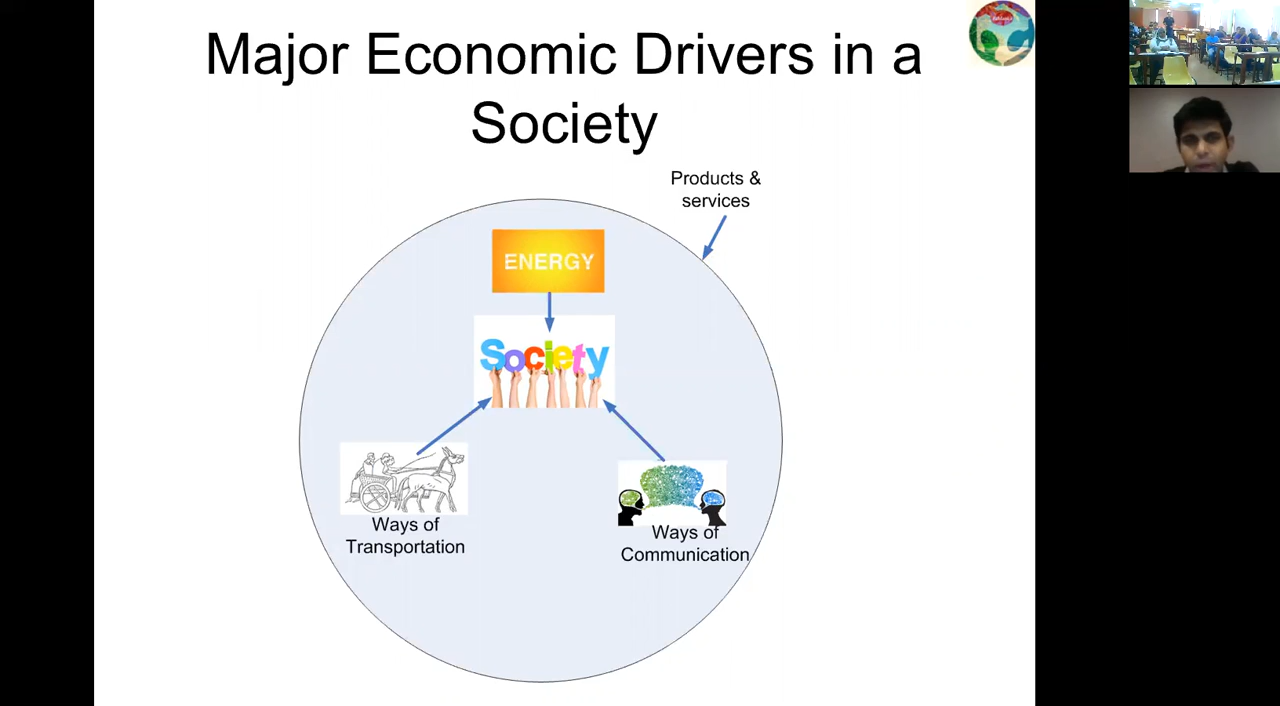 Major Economic Drivers in a
Society
Products &
services
ENERGY
Society
Ways of
Transportation
Ways of
Communication